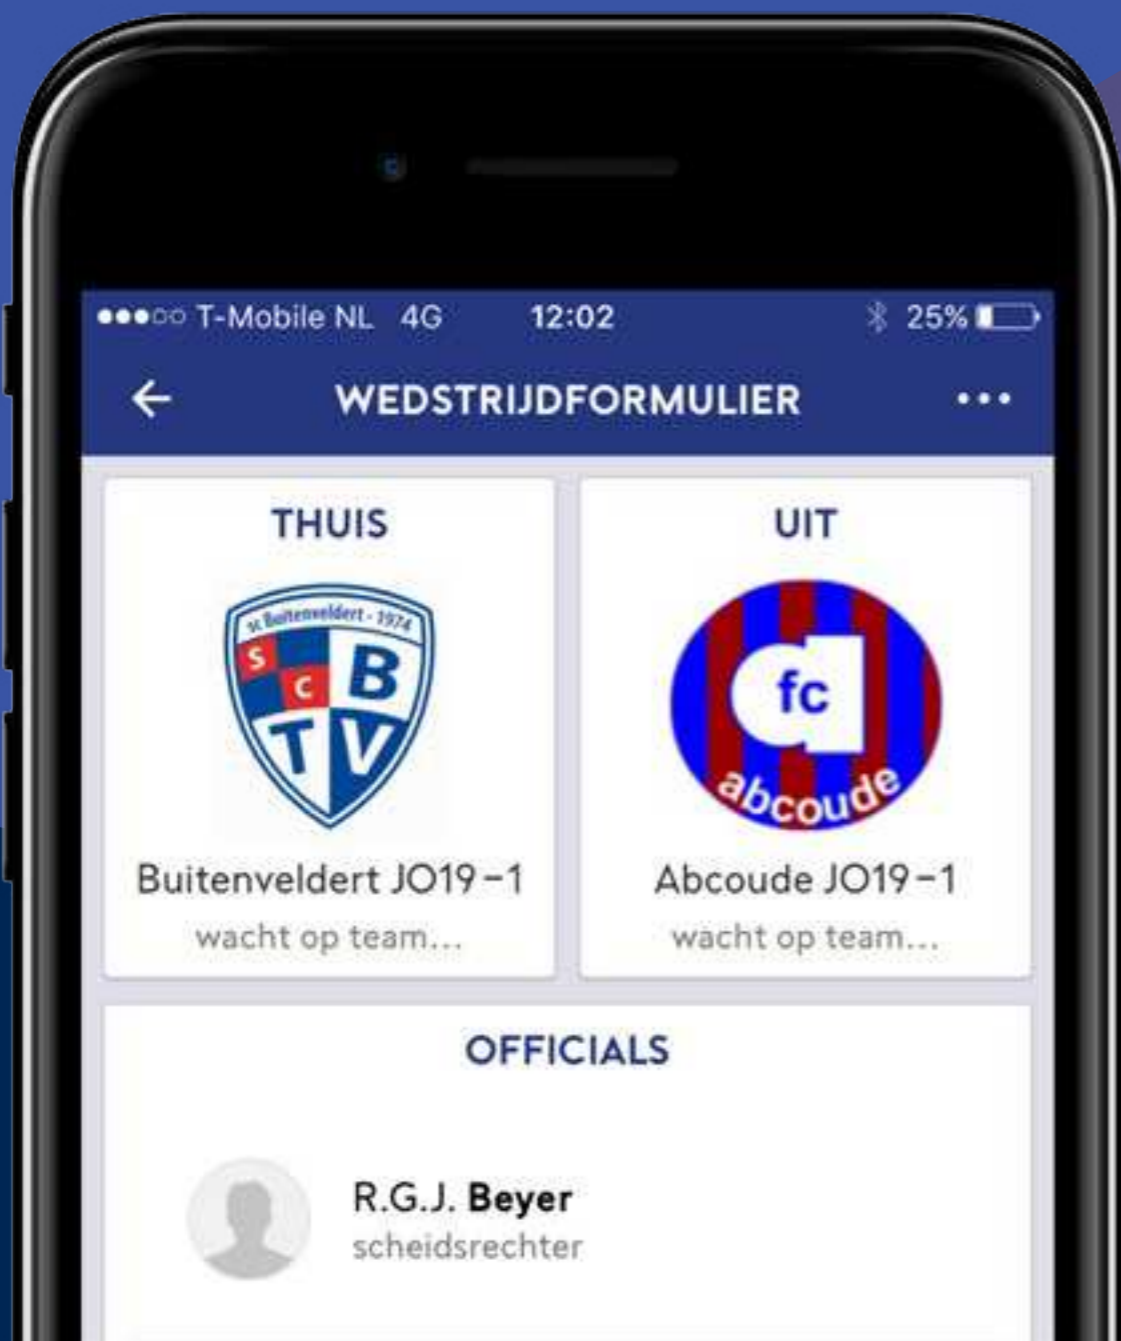 T-Mobile NL 4G 12:02 25%
WEDSTRIJDFORMULIER
THUIS
UIT
sc Buitenveldert - 1974
S
C
B
T V
fc
a
abcoude
Buitenveldert JO19-1
Abcoude JO19-1
wacht op team...
wacht op team...
OFFICIALS
R.G.J. Beyer
scheidsrechter